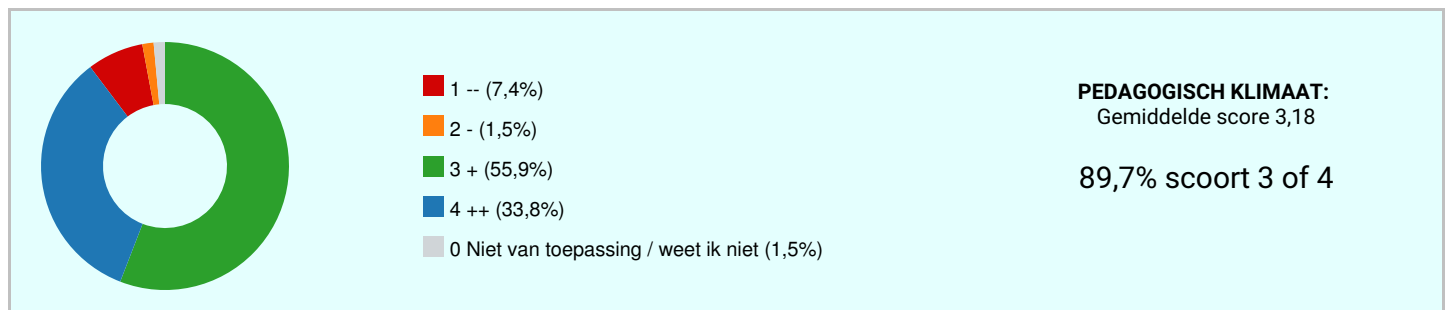 1 -- (7,4%)
2 - (1,5%)
3 + (55,9%)
4 ++ (33,8%)
0 Niet van toepassing / weet ik niet (1,5%)
PEDAGOGISCH KLIMAAT:
Gemiddelde score 3,18
89,7% scoort 3 of 4